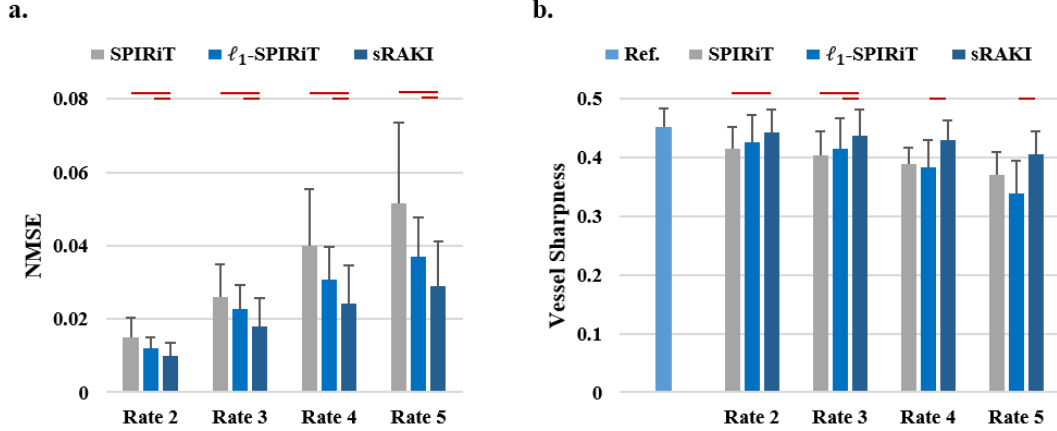 a.
SPIRiT ℓ₁-SPIRiT sRAKI
NMSE
0.08
0.06
0.04
0.02
0
Rate 2 Rate 3 Rate 4 Rate 5
b.
Ref. SPIRiT ℓ₁-SPIRiT sRAKI
Vessel Sharpness
0.5
0.4
0.3
0.2
0.1
0
Rate 2 Rate 3 Rate 4 Rate 5